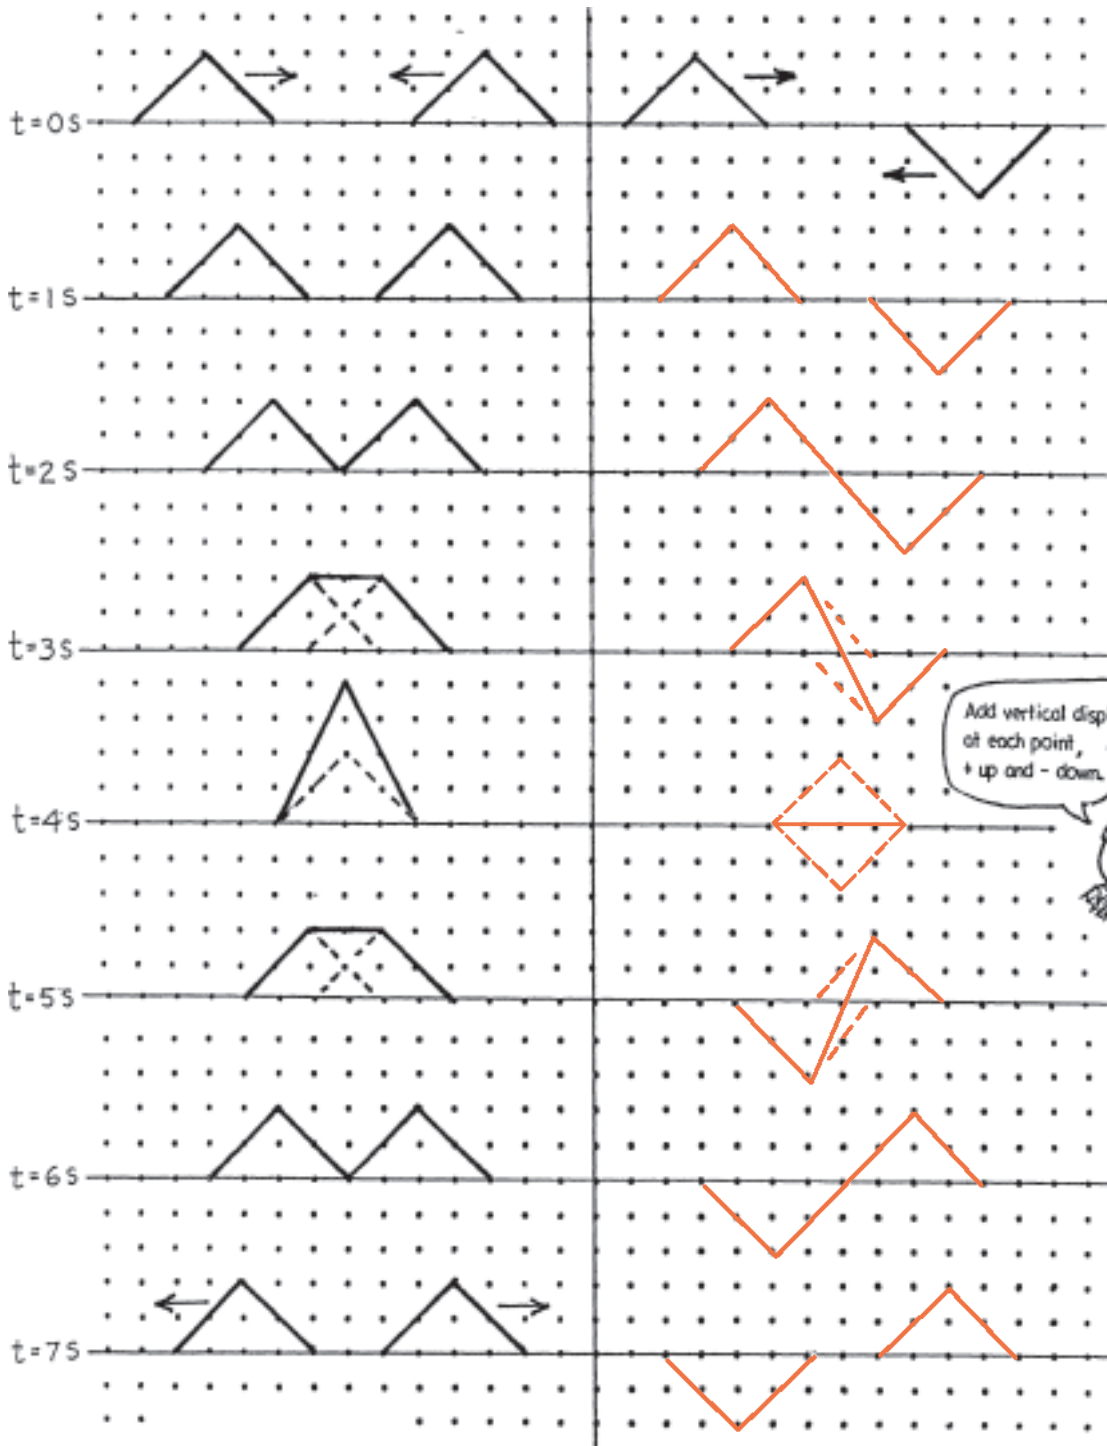 t=0s
t=1s
t=2s
t=3s
Add vertical disp
at each point,
+ up and - down.
t=4s
t=5s
t=6s
t=7s